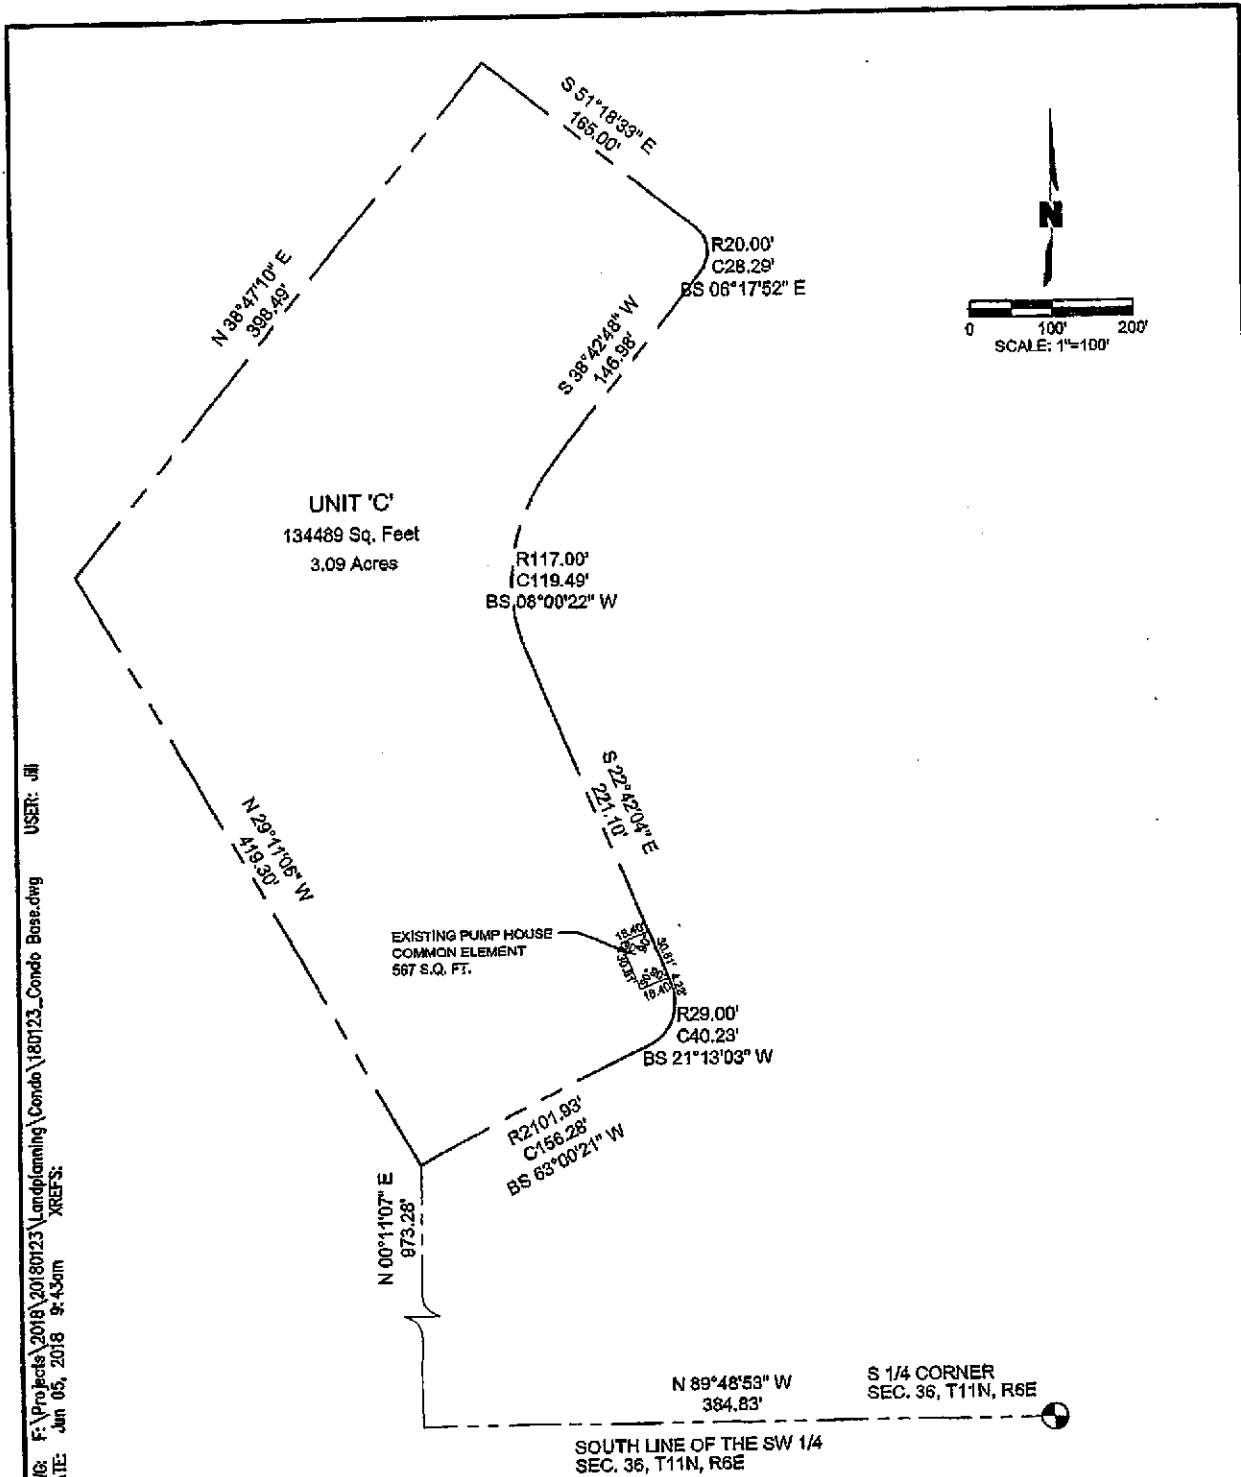 S 51°18'33" E
165.00'
R20.00'
C28.29'
BS 06°17'52" E
N
0 100' 200'
SCALE: 1"=100'
N 38°47'10" E
398.49'
S 38°42'48" W
146.98'
UNIT 'C'
134489 Sq. Feet
3.09 Acres
R117.00'
C119.49'
BS 08°00'22" W
S 22°42'04" E
221.10'
N 29°11'06" W
419.30'
EXISTING PUMP HOUSE
COMMON ELEMENT
567 S.Q. FT.
18.40'
30.81'
30.81'
18.40'
4.28'
R29.00'
C40.23'
BS 21°13'03" W
R2101.93'
C156.28'
BS 63°00'21" W
N 00°11'07" E
973.28'
N 89°48'53" W
384.83'
S 1/4 CORNER
SEC. 36, T11N, R6E
SOUTH LINE OF THE SW 1/4
SEC. 36, T11N, R6E
F:\Projects\2018\20180123\Landplanning\Condo\180123_Condo Base.dwg USER: Jill
Jun 05, 2018 9:43am XREFS: